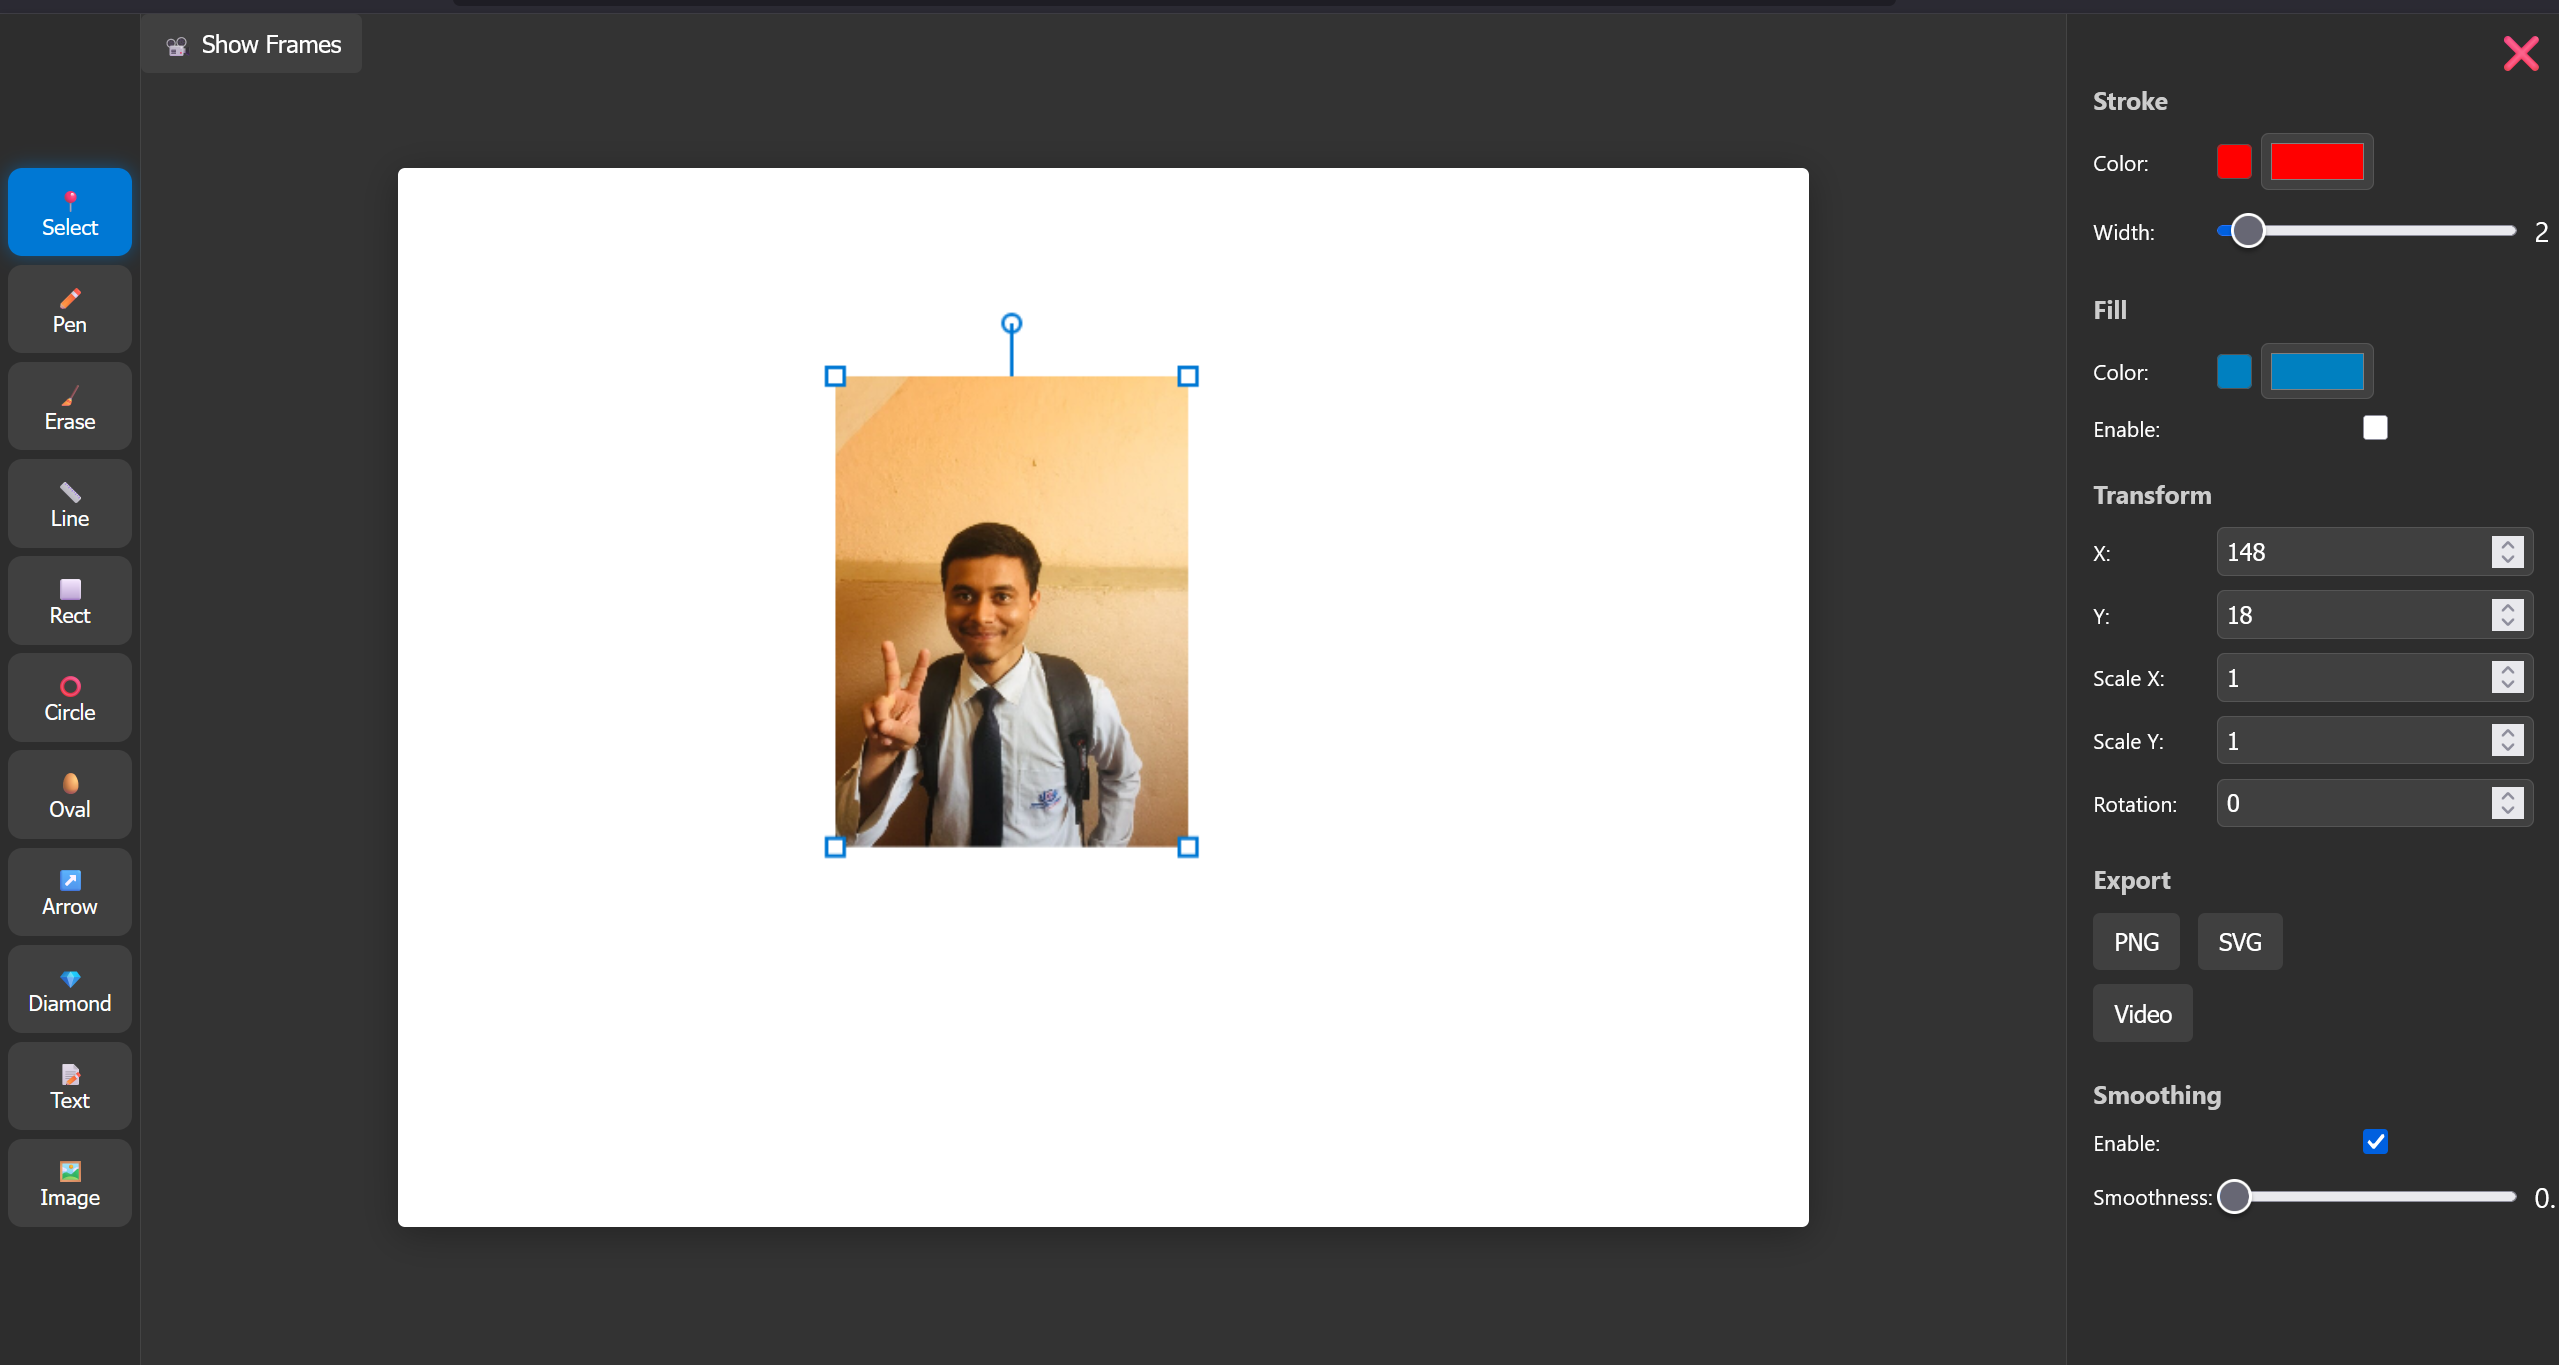 Show Frames
Select
Pen
Erase
Line
Rect
Circle
Oval
Arrow
Diamond
Text
Image
Stroke
Color:
Width: 2
Fill
Color:
Enable:
Transform
X: 148
Y: 18
Scale X: 1
Scale Y: 1
Rotation: 0
Export
PNG SVG
Video
Smoothing
Enable:
Smoothness: 0.